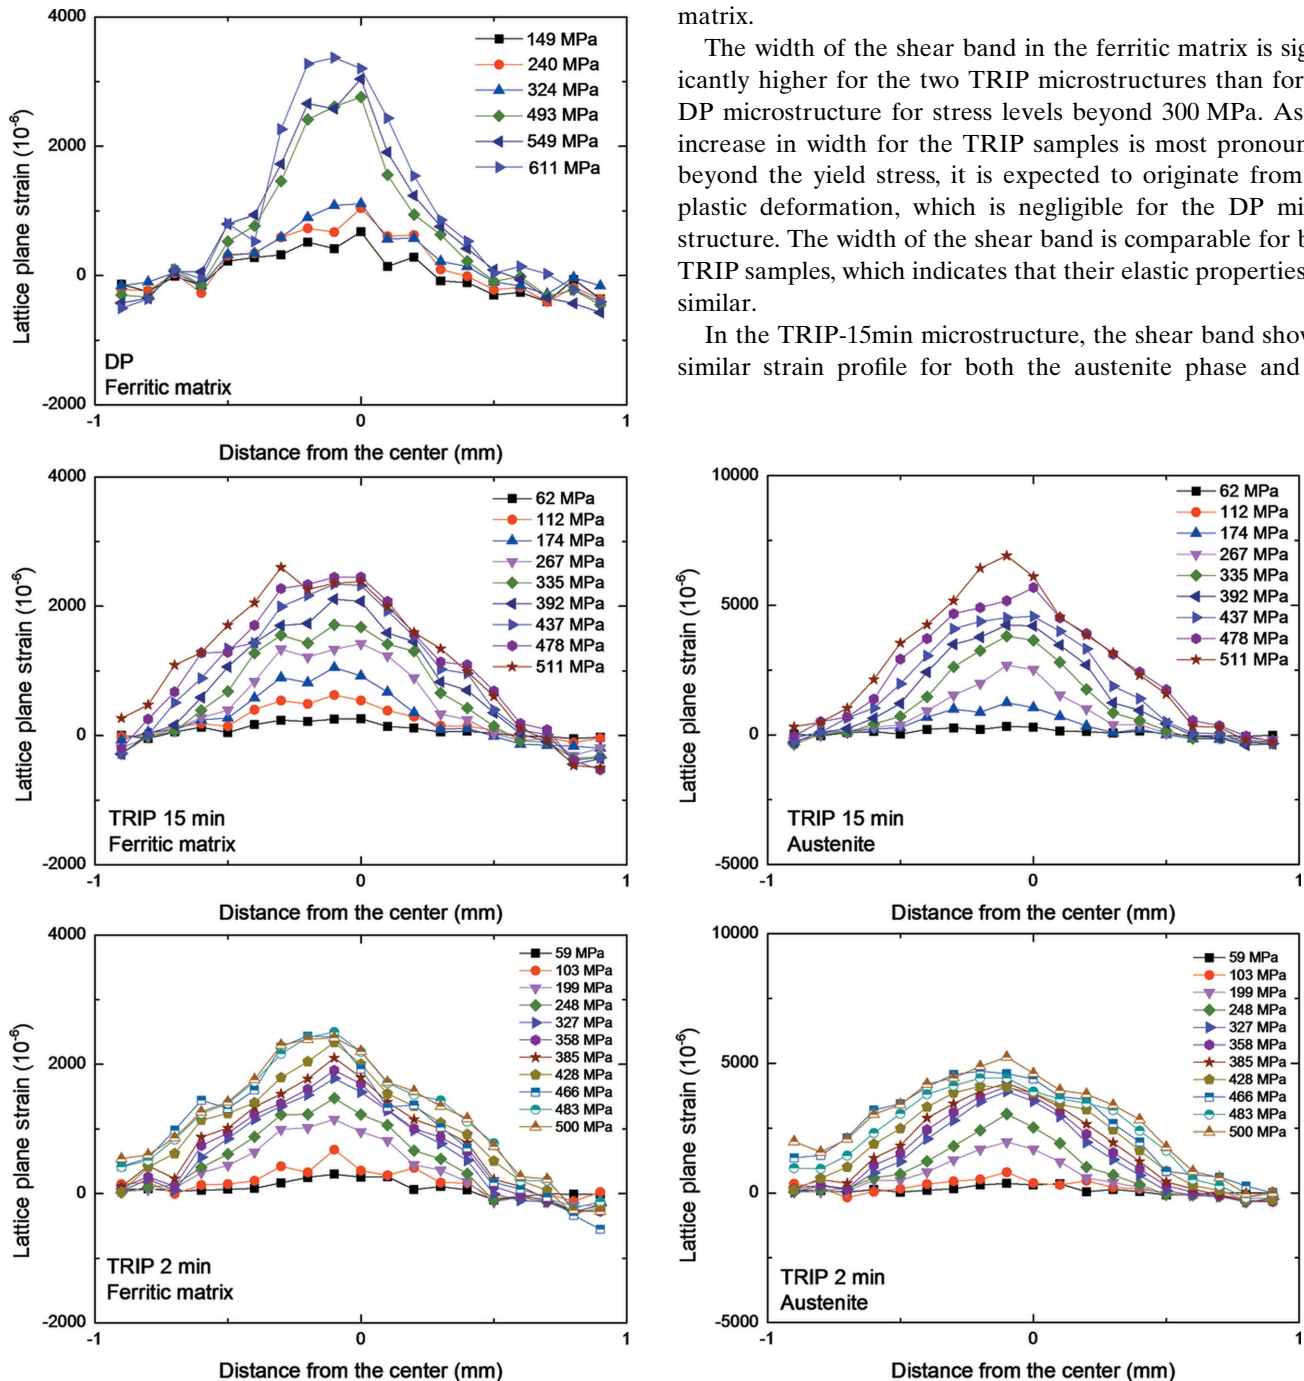 matrix.
The width of the shear band in the ferritic matrix is sig
icantly higher for the two TRIP microstructures than for
DP microstructure for stress levels beyond 300 MPa. As
increase in width for the TRIP samples is most pronoun
beyond the yield stress, it is expected to originate from
plastic deformation, which is negligible for the DP mi
structure. The width of the shear band is comparable for b
TRIP samples, which indicates that their elastic properties
similar.
In the TRIP-15min microstructure, the shear band show
similar strain profile for both the austenite phase and
4000
2000
0
-2000
Lattice plane strain (10⁻⁶)
149 MPa
240 MPa
324 MPa
493 MPa
549 MPa
611 MPa
DP
Ferritic matrix
-1
0
1
Distance from the center (mm)
4000
2000
0
-2000
Lattice plane strain (10⁻⁶)
62 MPa
112 MPa
174 MPa
267 MPa
335 MPa
392 MPa
437 MPa
478 MPa
511 MPa
TRIP 15 min
Ferritic matrix
-1
0
1
Distance from the center (mm)
10000
5000
0
-5000
Lattice plane strain (10⁻⁶)
62 MPa
112 MPa
174 MPa
267 MPa
335 MPa
392 MPa
437 MPa
478 MPa
511 MPa
TRIP 15 min
Austenite
-1
0
1
Distance from the center (mm)
4000
2000
0
-2000
Lattice plane strain (10⁻⁶)
59 MPa
103 MPa
199 MPa
248 MPa
327 MPa
358 MPa
385 MPa
428 MPa
466 MPa
483 MPa
500 MPa
TRIP 2 min
Ferritic matrix
-1
0
1
Distance from the center (mm)
10000
5000
0
-5000
Lattice plane strain (10⁻⁶)
59 MPa
103 MPa
199 MPa
248 MPa
327 MPa
358 MPa
385 MPa
428 MPa
466 MPa
483 MPa
500 MPa
TRIP 2 min
Austenite
-1
0
1
Distance from the center (mm)